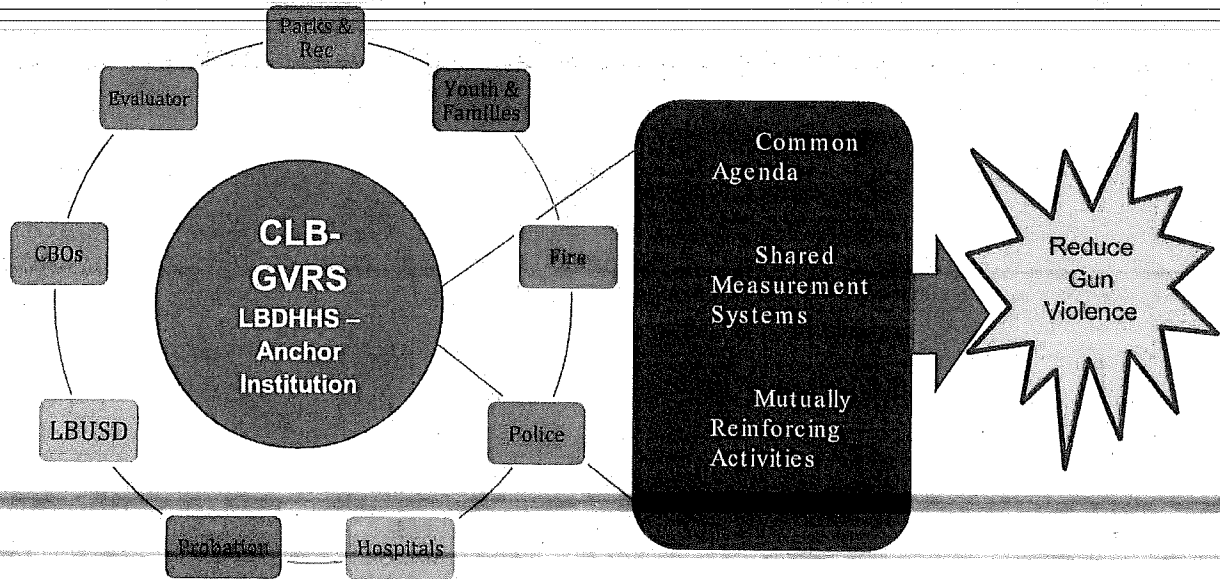 Parks &
Rec
Youth &
Families
Evaluator
CBOs
LBUSD
Probation
Hospitals
Police
Fire
CLB-
GVRS
LBDHHS –
Anchor
Institution
Common
Agenda
Shared
Measurement
Systems
Mutually
Reinforcing
Activities
Reduce
Gun
Violence